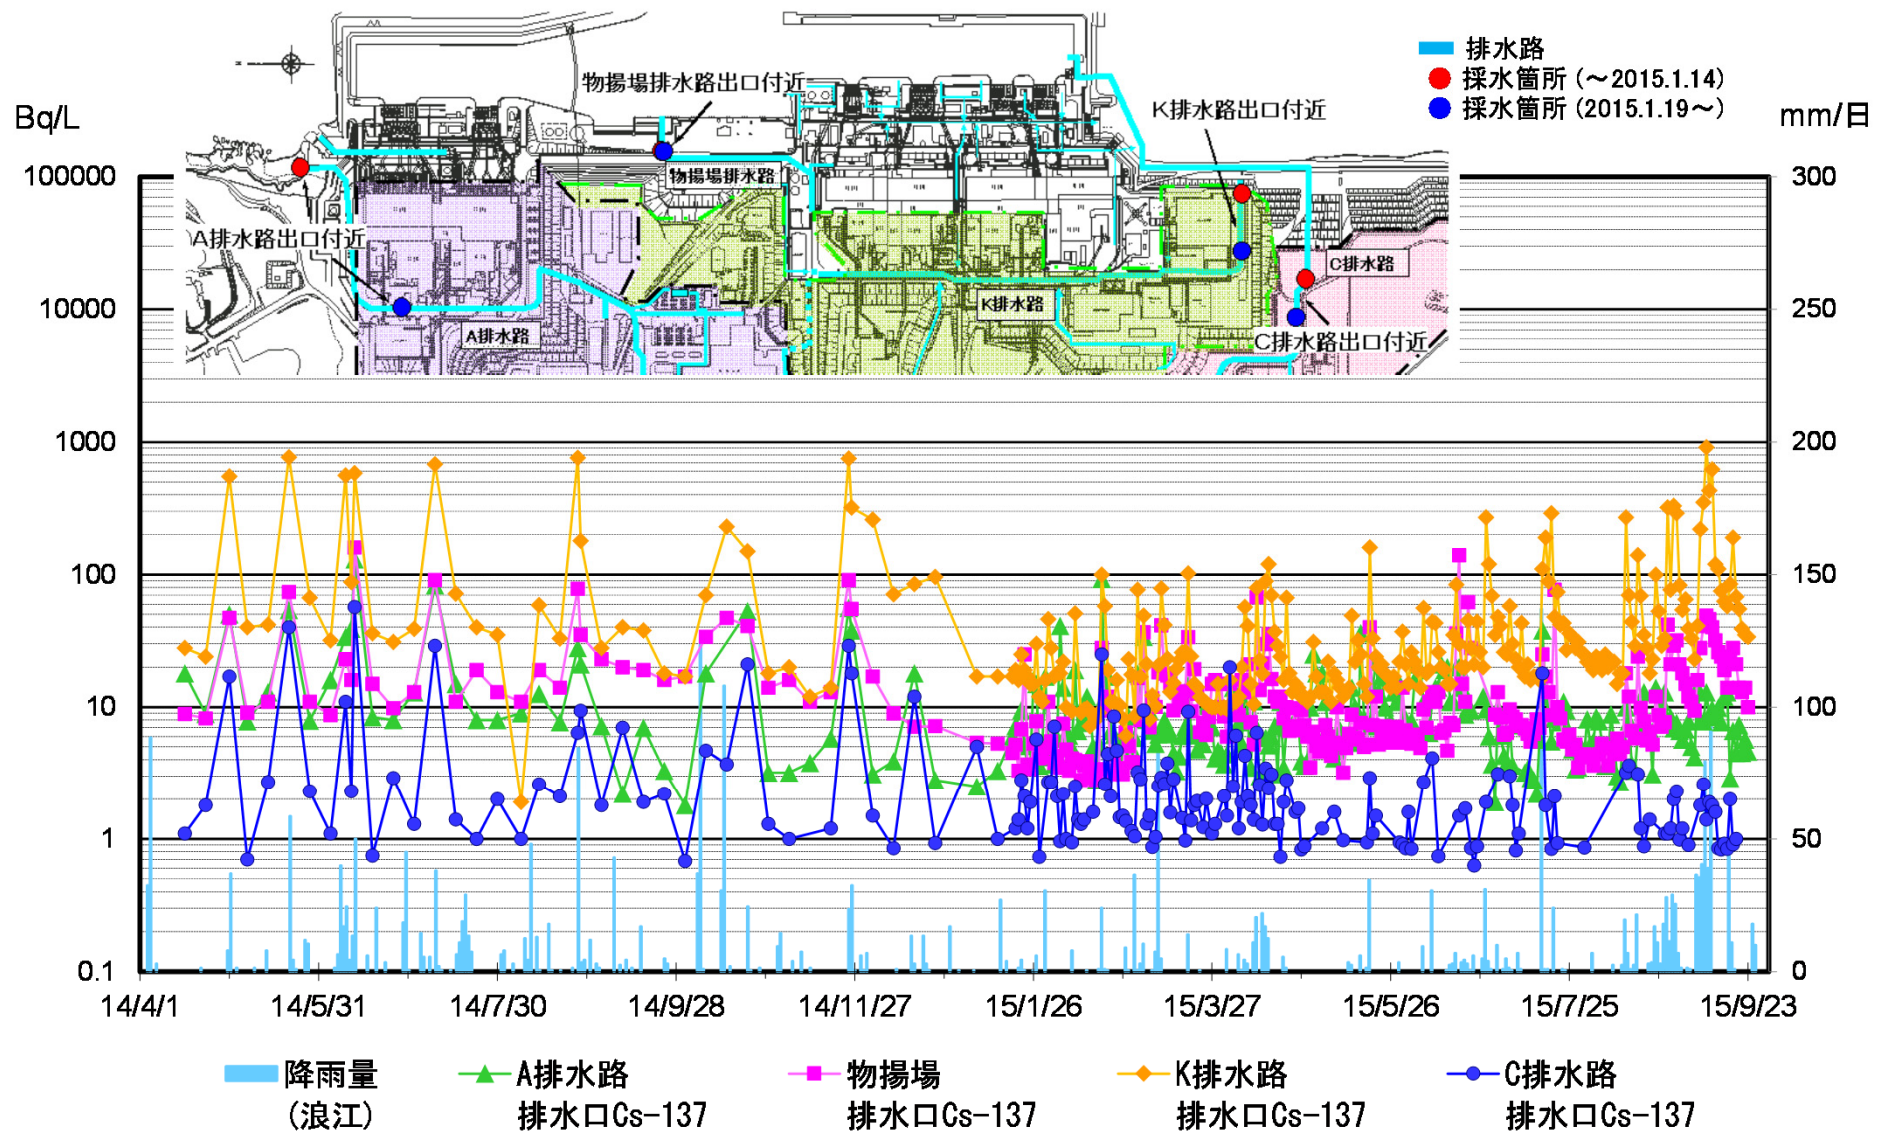 排水路
採水箇所(~2015.1.14)
採水箇所(2015.1.19~)
Bq/L
mm/日
物揚場排水路出口付近
K排水路出口付近
物揚場排水路
A排水路出口付近
C排水路
K排水路
A排水路
C排水路出口付近
100000
10000
1000
100
10
1
0.1
300
250
200
150
100
50
0
14/4/1
14/5/31
14/7/30
14/9/28
14/11/27
15/1/26
15/3/27
15/5/26
15/7/25
15/9/23
降雨量
(浪江)
A排水路
排水口Cs-137
物揚場
排水口Cs-137
K排水路
排水口Cs-137
C排水路
排水口Cs-137